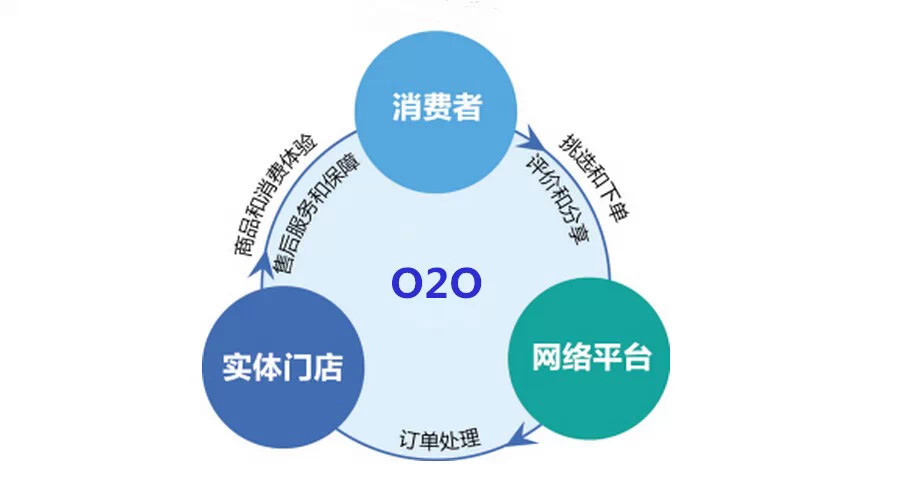 消费者
挑选和下单
评价和分享
商品和消费体验
售后服务和保障
O2O
实体门店
网络平台
订单处理